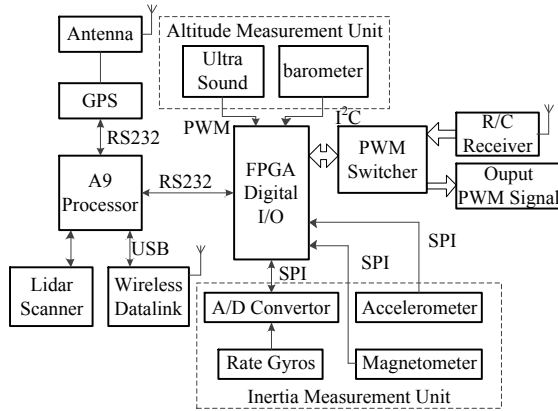 Antenna
Altitude Measurement Unit
Ultra
Sound
barometer
GPS
RS232
PWM
I²C
R/C
Receiver
A9
Processor
RS232
FPGA
Digital
I/O
PWM
Switcher
Ouput
PWM Signal
USB
SPI
SPI
SPI
Lidar
Scanner
Wireless
Datalink
A/D Convertor
Accelerometer
Rate Gyros
Magnetometer
Inertia Measurement Unit